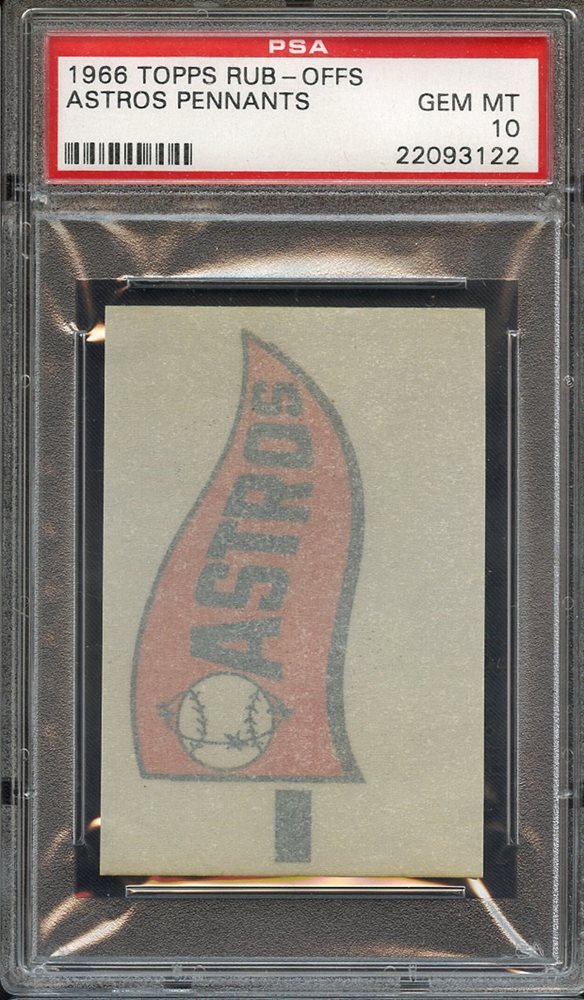 PSA
1966 TOPPS RUB-OFFS
ASTROS PENNANTS
GEM MT
10
22093122
ASTROS